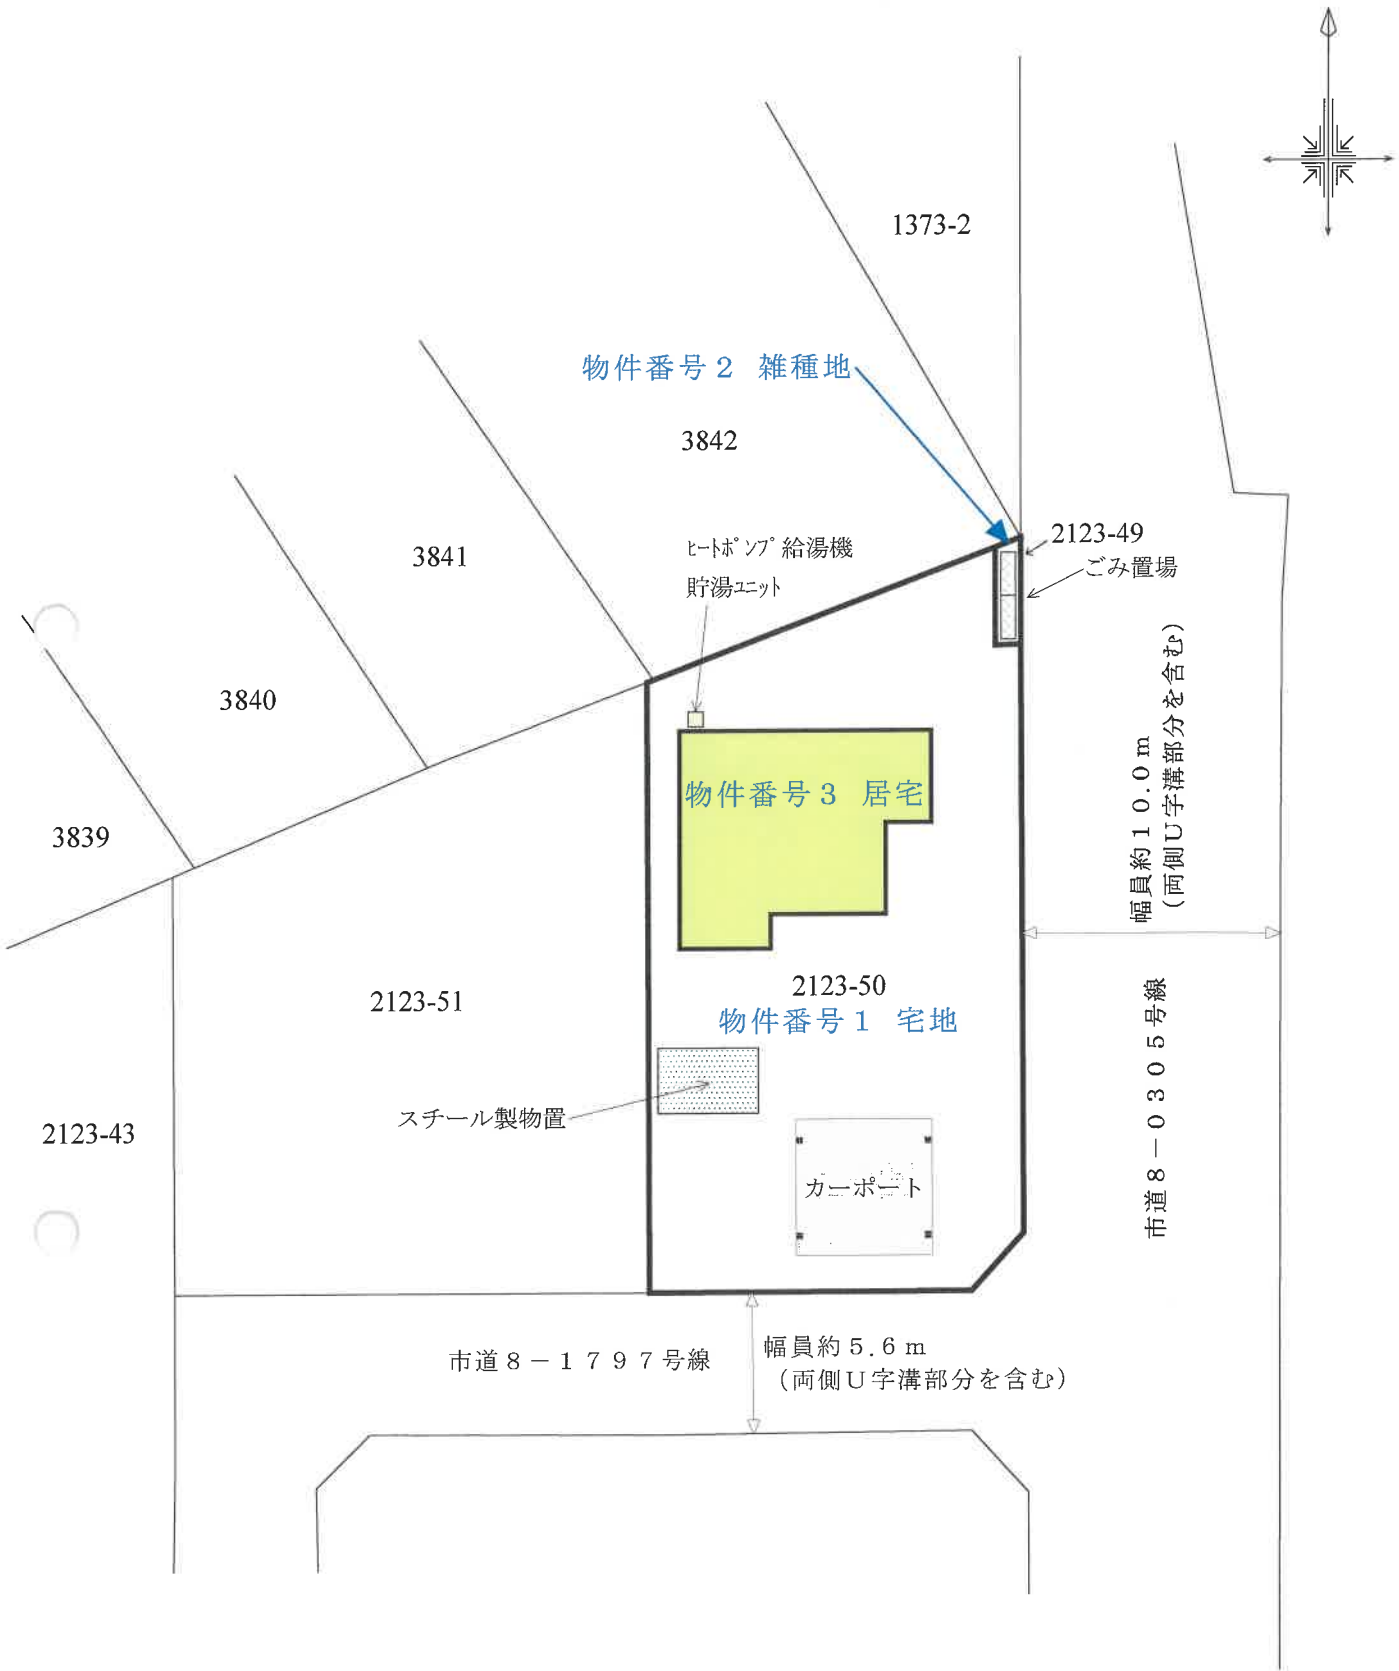 1373-2
物件番号２ 雑種地
3842
2123-49
ごみ置場
ﾋｰﾄﾎﾟﾝﾌﾟ給湯機
貯湯ﾕﾆｯﾄ
3841
3840
3839
物件番号３ 居宅
幅員約１０.０ｍ
（両側Ｕ字溝部分を含む）
2123-50
物件番号１ 宅地
2123-51
市道８－０３０５号線
スチール製物置
2123-43
カーポート
市道８－１７９７号線
幅員約５.６ｍ
（両側Ｕ字溝部分を含む）